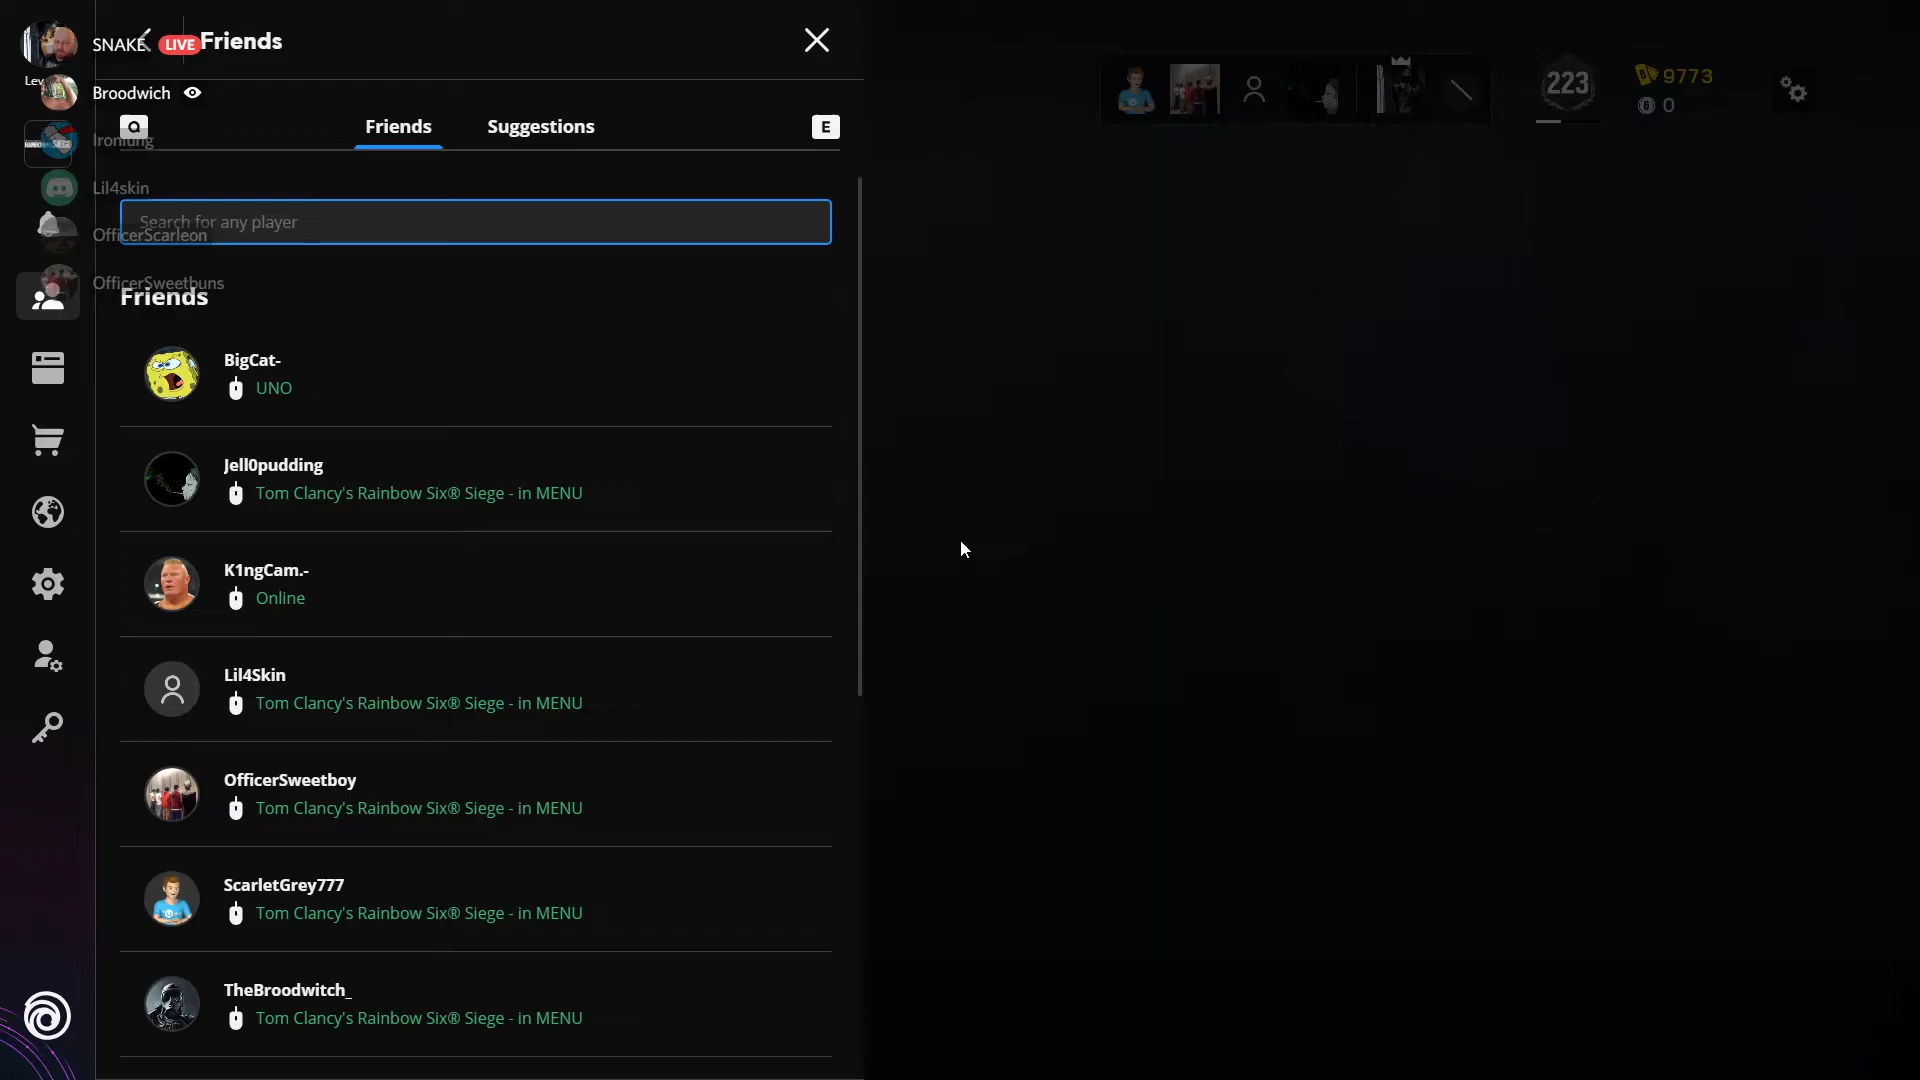 SNAKE LIVE
Friends
Lev
Broodwich
Q
Friends
Suggestions
E
Ironlung
Lil4skin
Search for any player
OfficerScarleon
OfficerSweetbuns
Friends
BigCat-
UNO
Jell0pudding
Tom Clancy's Rainbow Six® Siege - in MENU
K1ngCam.-
Online
Lil4Skin
Tom Clancy's Rainbow Six® Siege - in MENU
OfficerSweetboy
Tom Clancy's Rainbow Six® Siege - in MENU
ScarletGrey777
Tom Clancy's Rainbow Six® Siege - in MENU
TheBroodwitch_
Tom Clancy's Rainbow Six® Siege - in MENU
223
9773
0